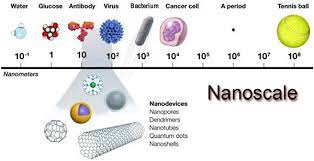 Water Glucose Antibody Virus Bacterium Cancer cell A period Tennis ball
10⁻¹ 1 10 10² 10³ 10⁴ 10⁵ 10⁶ 10⁷ 10⁸
Nanometers
Nanodevices
Nanopores
Dendrimers
Nanotubes
Quantum dots
Nanoshells
Nanoscale